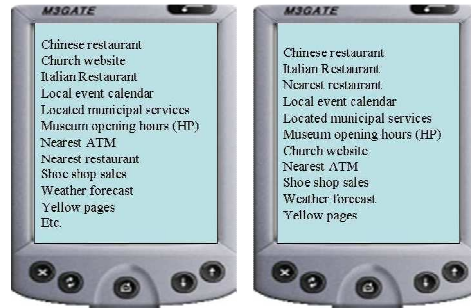 M3GATE
Chinese restaurant
Church website
Italian Restaurant
Local event calendar
Located municipal services
Museum opening hours (HP)
Nearest ATM
Nearest restaurant
Shoe shop sales
Weather forecast
Yellow pages
Etc.
M3GATE
Chinese restaurant
Italian Restaurant
Nearest restaurant
Local event calendar
Located municipal services
Museum opening hours (HP)
Church website
Nearest ATM
Shoe shop sales
Weather forecast
Yellow pages